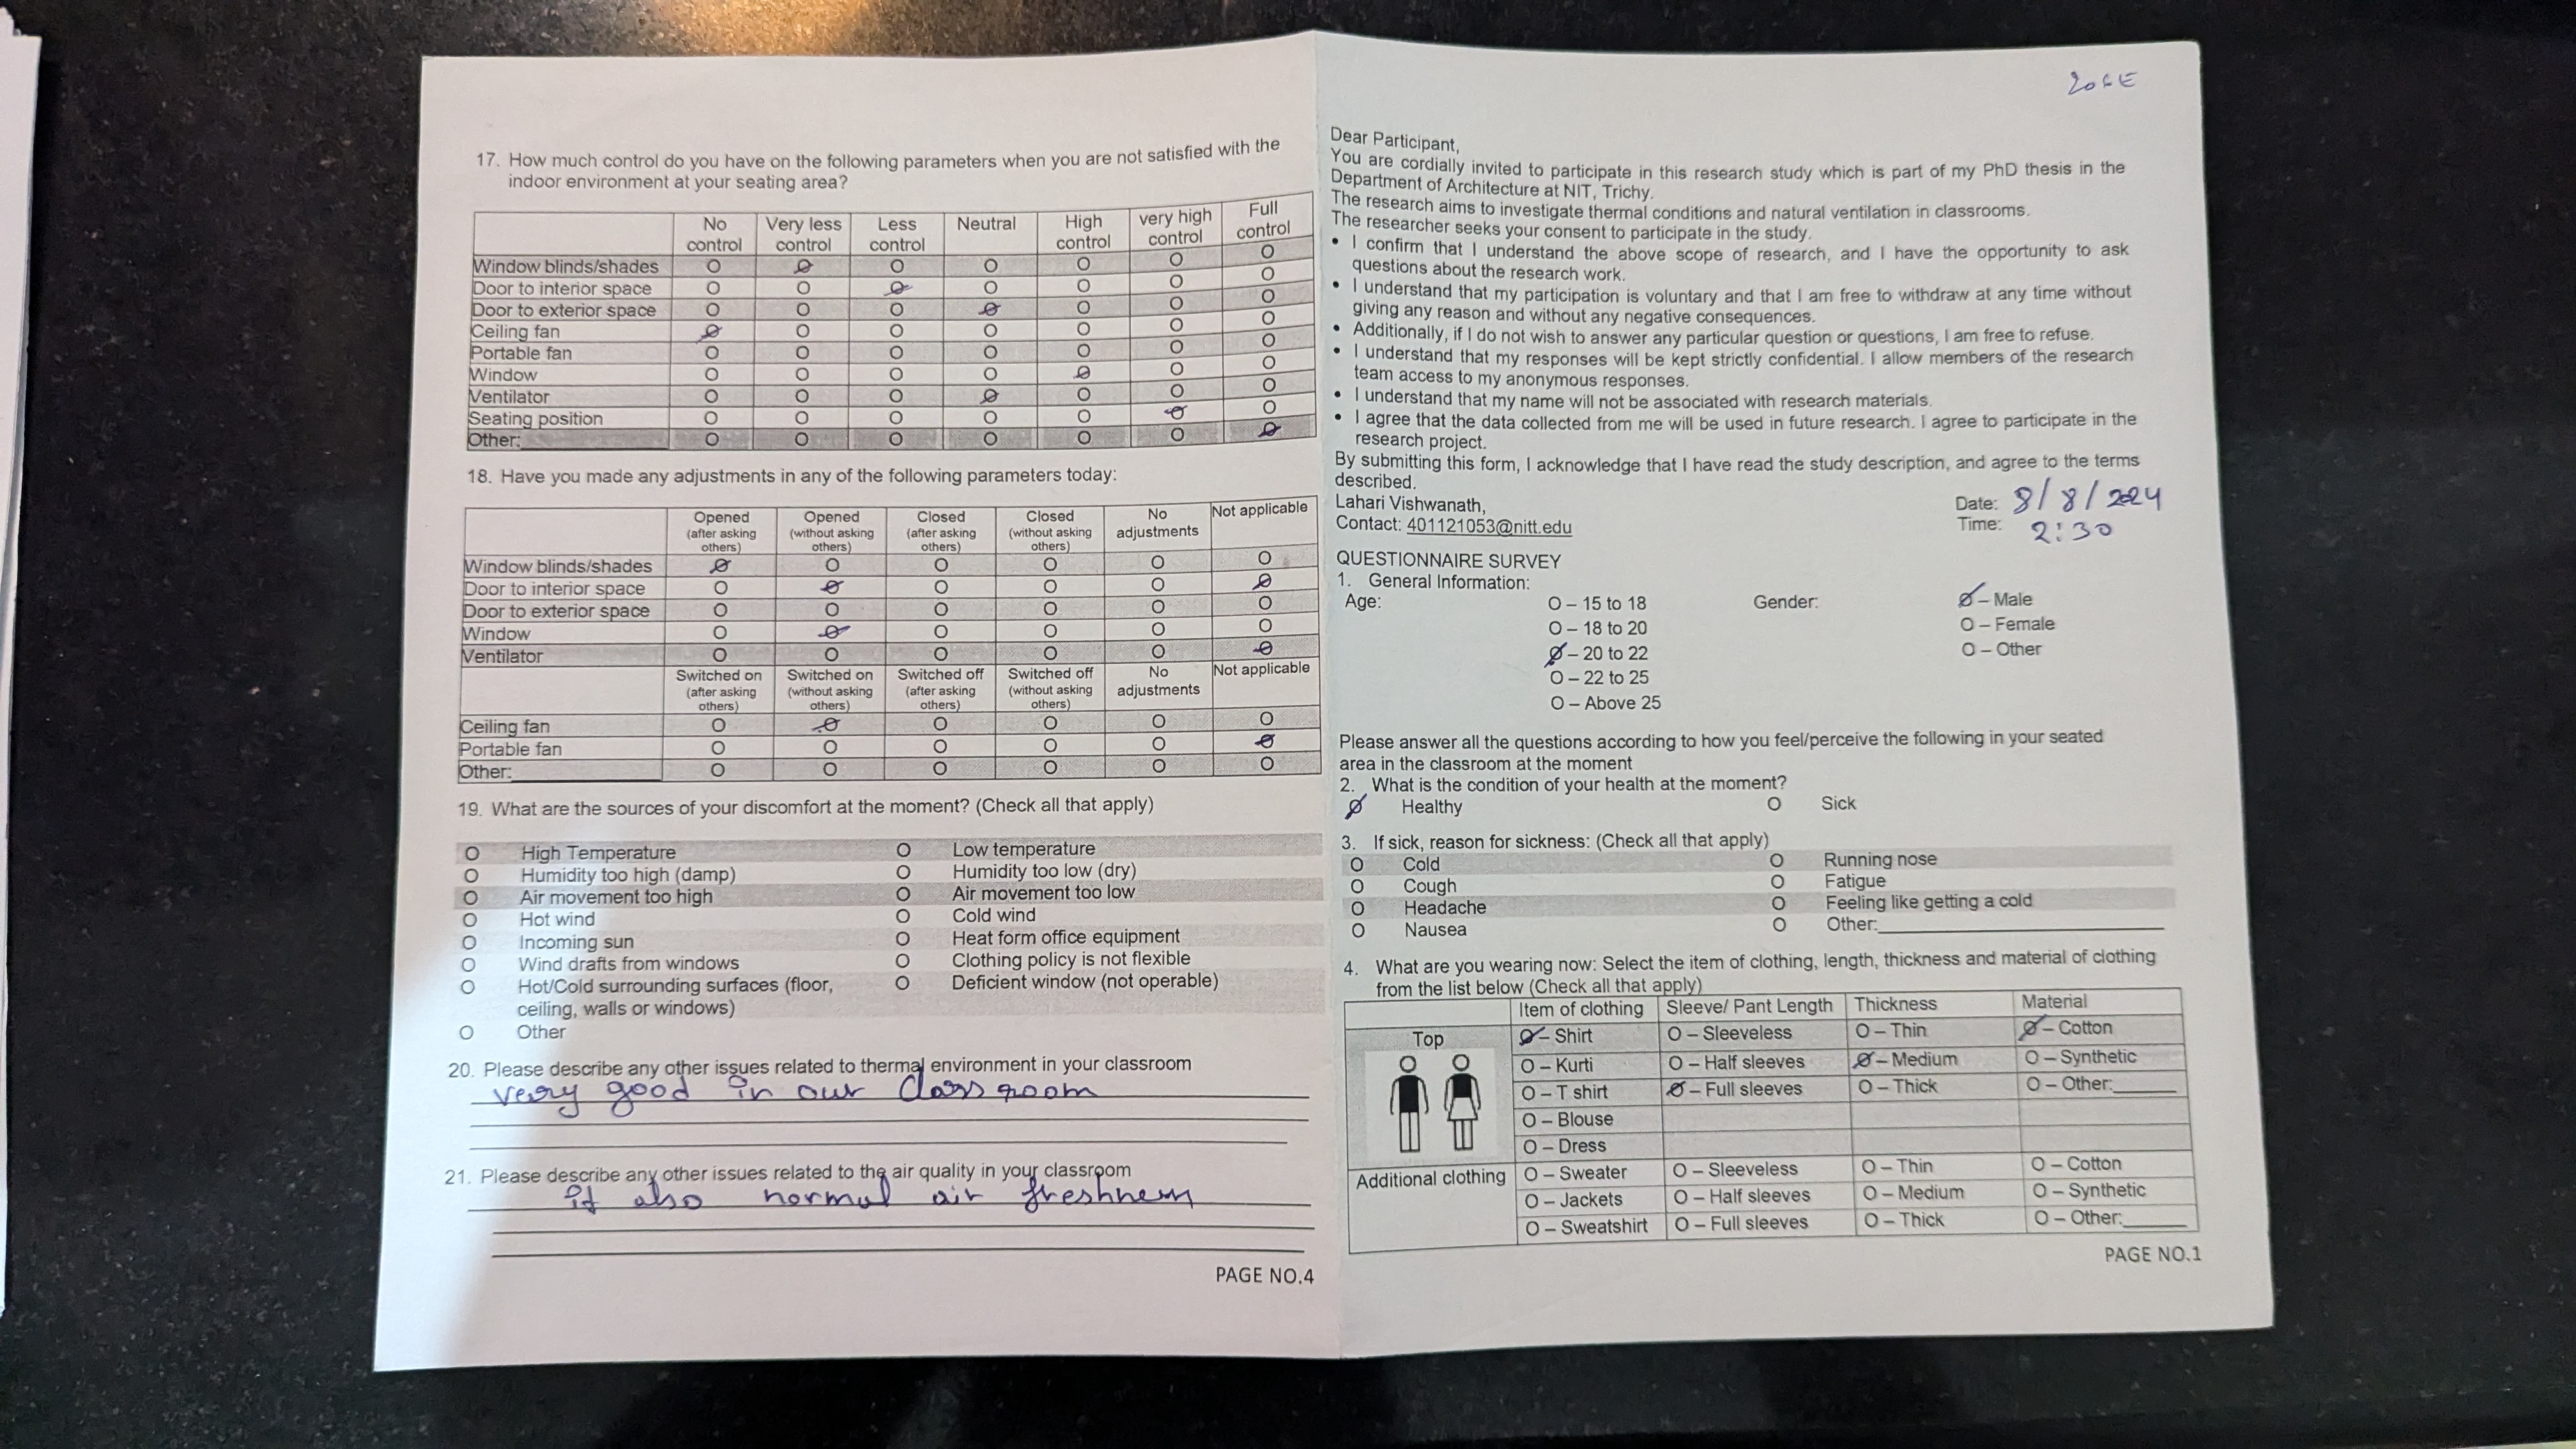 17. How much control do you have on the following parameters when you are not satisfied with the
indoor environment at your seating area?
No control Very less control Less control Neutral High control very high control Full control
Window blinds/shades O O O O O O O
Door to interior space O O O O O O O
Door to exterior space O O O O O O O
Ceiling fan O O O O O O O
Portable fan O O O O O O O
Window O O O O O O O
Ventilator O O O O O O O
Seating position O O O O O O O
Other: O O O O O O O
18. Have you made any adjustments in any of the following parameters today:
Opened (after asking others) Opened (without asking others) Closed (after asking others) Closed (without asking others) No adjustments Not applicable
Window blinds/shades O O O O O O
Door to interior space O O O O O O
Door to exterior space O O O O O O
Window O O O O O O
Ventilator O O O O O O
Switched on (after asking others) Switched on (without asking others) Switched off (after asking others) Switched off (without asking others) No adjustments Not applicable
Ceiling fan O O O O O O
Portable fan O O O O O O
Other: O O O O O O
19. What are the sources of your discomfort at the moment? (Check all that apply)
O High Temperature O Low temperature
O Humidity too high (damp) O Humidity too low (dry)
O Air movement too high O Air movement too low
O Hot wind O Cold wind
O Incoming sun O Heat form office equipment
O Wind drafts from windows O Clothing policy is not flexible
O Hot/Cold surrounding surfaces (floor, O Deficient window (not operable)
ceiling, walls or windows)
O Other
20. Please describe any other issues related to thermal environment in your classroom
very good in our Class room
21. Please describe any other issues related to the air quality in your classroom
it also normal air freshness
PAGE NO.4
Dear Participant,
You are cordially invited to participate in this research study which is part of my PhD thesis in the
Department of Architecture at NIT, Trichy.
The research aims to investigate thermal conditions and natural ventilation in classrooms.
The researcher seeks your consent to participate in the study.
• I confirm that I understand the above scope of research, and I have the opportunity to ask
questions about the research work.
• I understand that my participation is voluntary and that I am free to withdraw at any time without
giving any reason and without any negative consequences.
• Additionally, if I do not wish to answer any particular question or questions, I am free to refuse.
• I understand that my responses will be kept strictly confidential. I allow members of the research
team access to my anonymous responses.
• I understand that my name will not be associated with research materials.
• I agree that the data collected from me will be used in future research. I agree to participate in the
research project.
By submitting this form, I acknowledge that I have read the study description, and agree to the terms
described.
Lahari Vishwanath, Date: 8/8/2024
Contact: 401121053@nitt.edu Time: 2:30
QUESTIONNAIRE SURVEY
1. General Information:
Age: O – 15 to 18 Gender: O – Male
O – 18 to 20 O – Female
O – 20 to 22 O – Other
O – 22 to 25
O – Above 25
Please answer all the questions according to how you feel/perceive the following in your seated
area in the classroom at the moment
2. What is the condition of your health at the moment?
O Healthy O Sick
3. If sick, reason for sickness: (Check all that apply)
O Cold O Running nose
O Cough O Fatigue
O Headache O Feeling like getting a cold
O Nausea O Other:
4. What are you wearing now: Select the item of clothing, length, thickness and material of clothing
from the list below (Check all that apply)
Item of clothing Sleeve/ Pant Length Thickness Material
Top O – Shirt O – Sleeveless O – Thin O – Cotton
O – Kurti O – Half sleeves O – Medium O – Synthetic
O – T shirt O – Full sleeves O – Thick O – Other:
O – Blouse
O – Dress
Additional clothing O – Sweater O – Sleeveless O – Thin O – Cotton
O – Jackets O – Half sleeves O – Medium O – Synthetic
O – Sweatshirt O – Full sleeves O – Thick O – Other:
PAGE NO.1